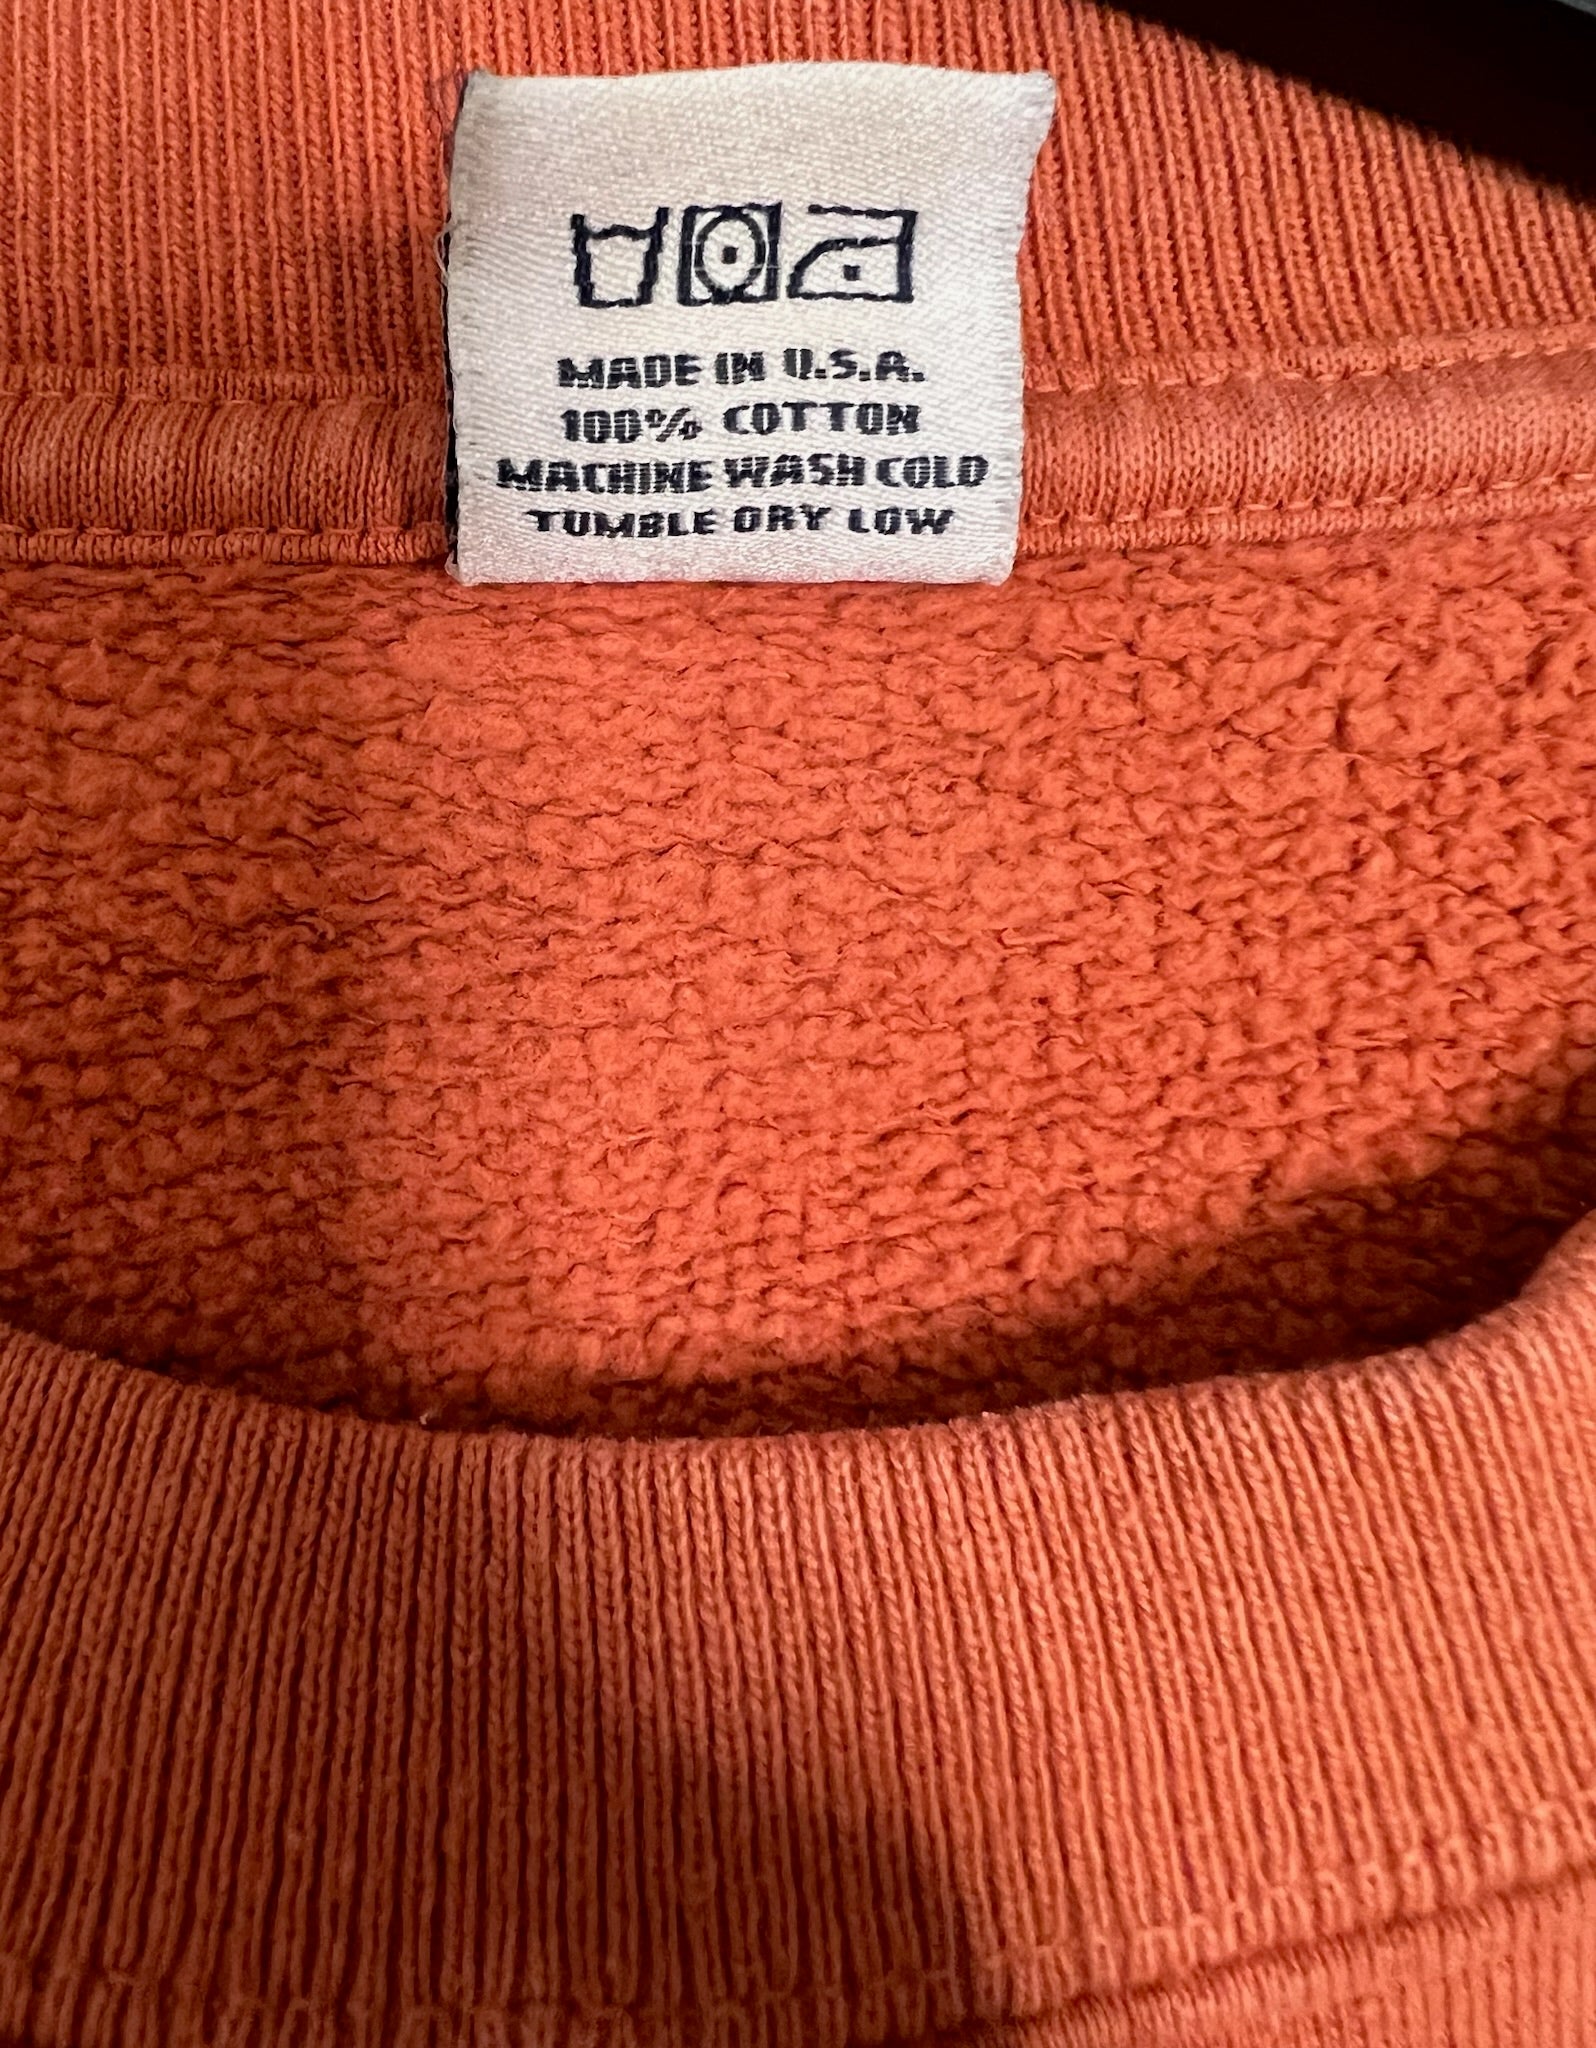 MADE IN U.S.A.
100% COTTON
MACHINE WASH COLD
TUMBLE DRY LOW